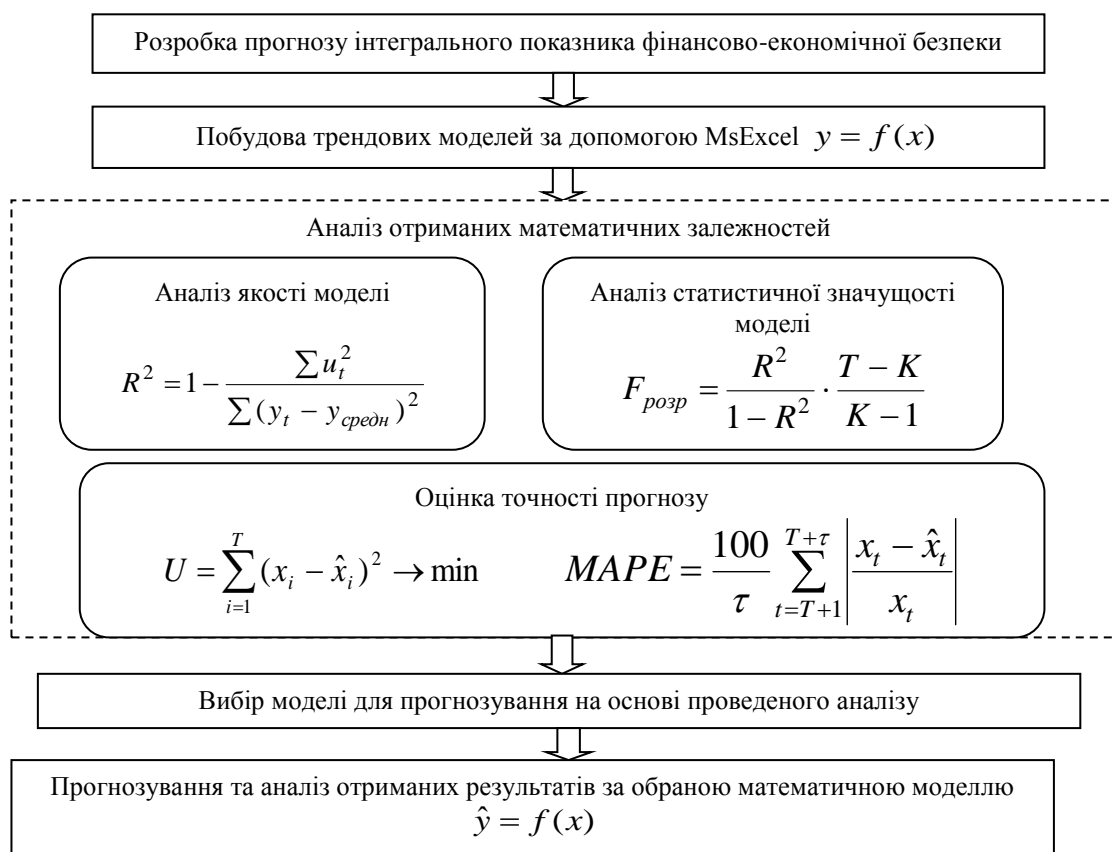 Розробка прогнозу інтегрального показника фінансово-економічної безпеки
Побудова трендових моделей за допомогою MsExcel y = f(x)
Аналіз отриманих математичних залежностей
Аналіз якості моделі
R² = 1 − ∑u_t² / ∑(y_t − y_средн)²
Аналіз статистичної значущості
моделі
F_розр = R² / (1 − R²) · (T − K) / (K − 1)
Оцінка точності прогнозу
U = ∑_{i=1}^{T} (x_i − x̂_i)² → min
MAPE = 100/τ ∑_{t=T+1}^{T+τ} |(x_t − x̂_t) / x_t|
Вибір моделі для прогнозування на основі проведеного аналізу
Прогнозування та аналіз отриманих результатів за обраною математичною моделлю
ŷ = f(x)